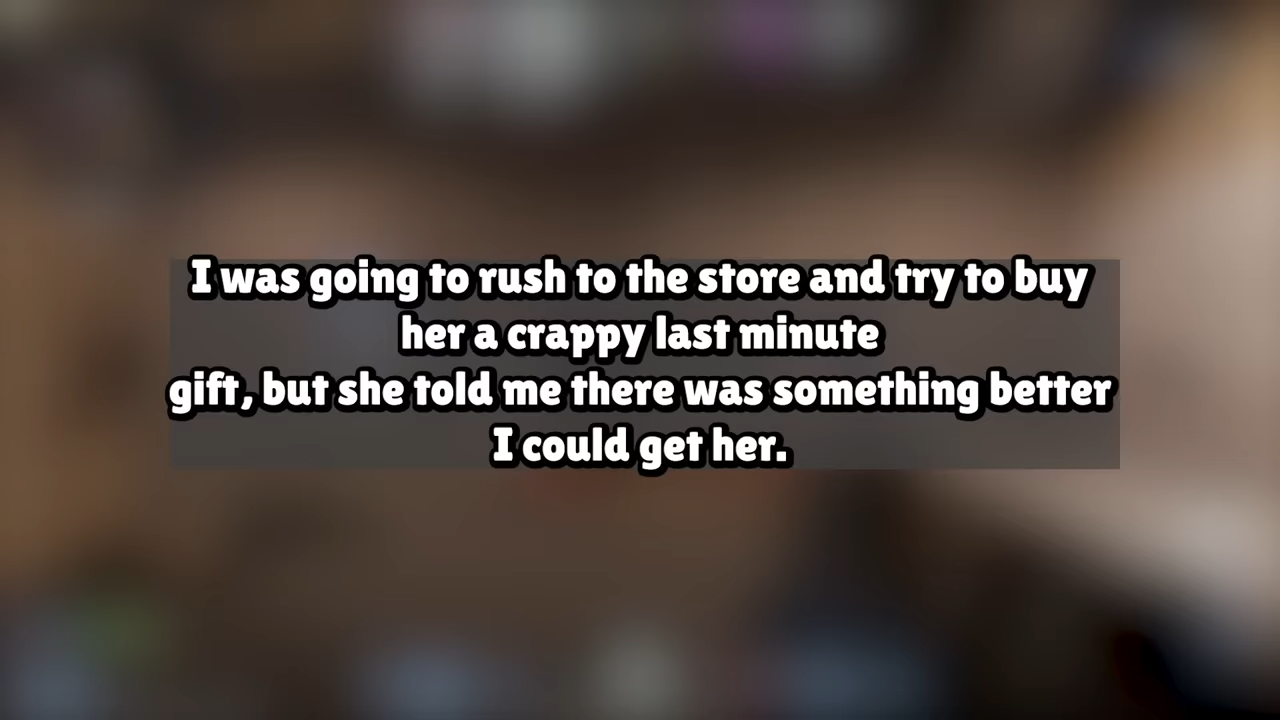 I was going to rush to the store and try to buy
her a crappy last minute
gift, but she told me there was something better
I could get her.